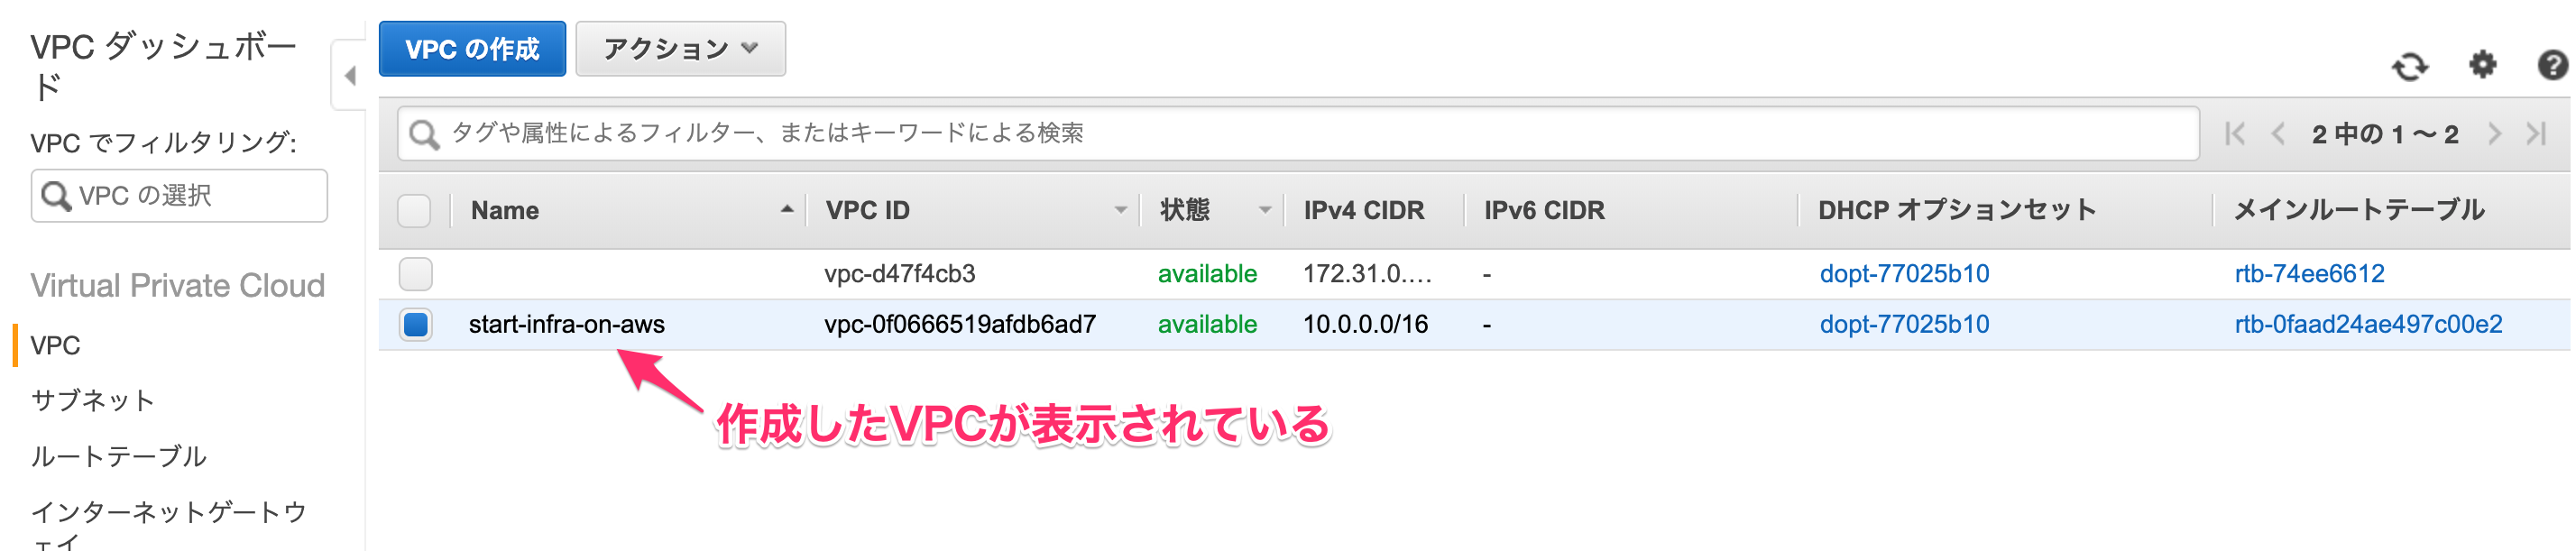 VPC ダッシュボー
ド
VPC でフィルタリング:
VPC の選択
Virtual Private Cloud
VPC
サブネット
ルートテーブル
インターネットゲートウ
ェイ
VPC の作成 アクション
タグや属性によるフィルター、またはキーワードによる検索 2 中の 1 〜 2
Name VPC ID 状態 IPv4 CIDR IPv6 CIDR DHCP オプションセット メインルートテーブル
vpc-d47f4cb3 available 172.31.0.… - dopt-77025b10 rtb-74ee6612
start-infra-on-aws vpc-0f0666519afdb6ad7 available 10.0.0.0/16 - dopt-77025b10 rtb-0faad24ae497c00e2
作成したVPCが表示されている